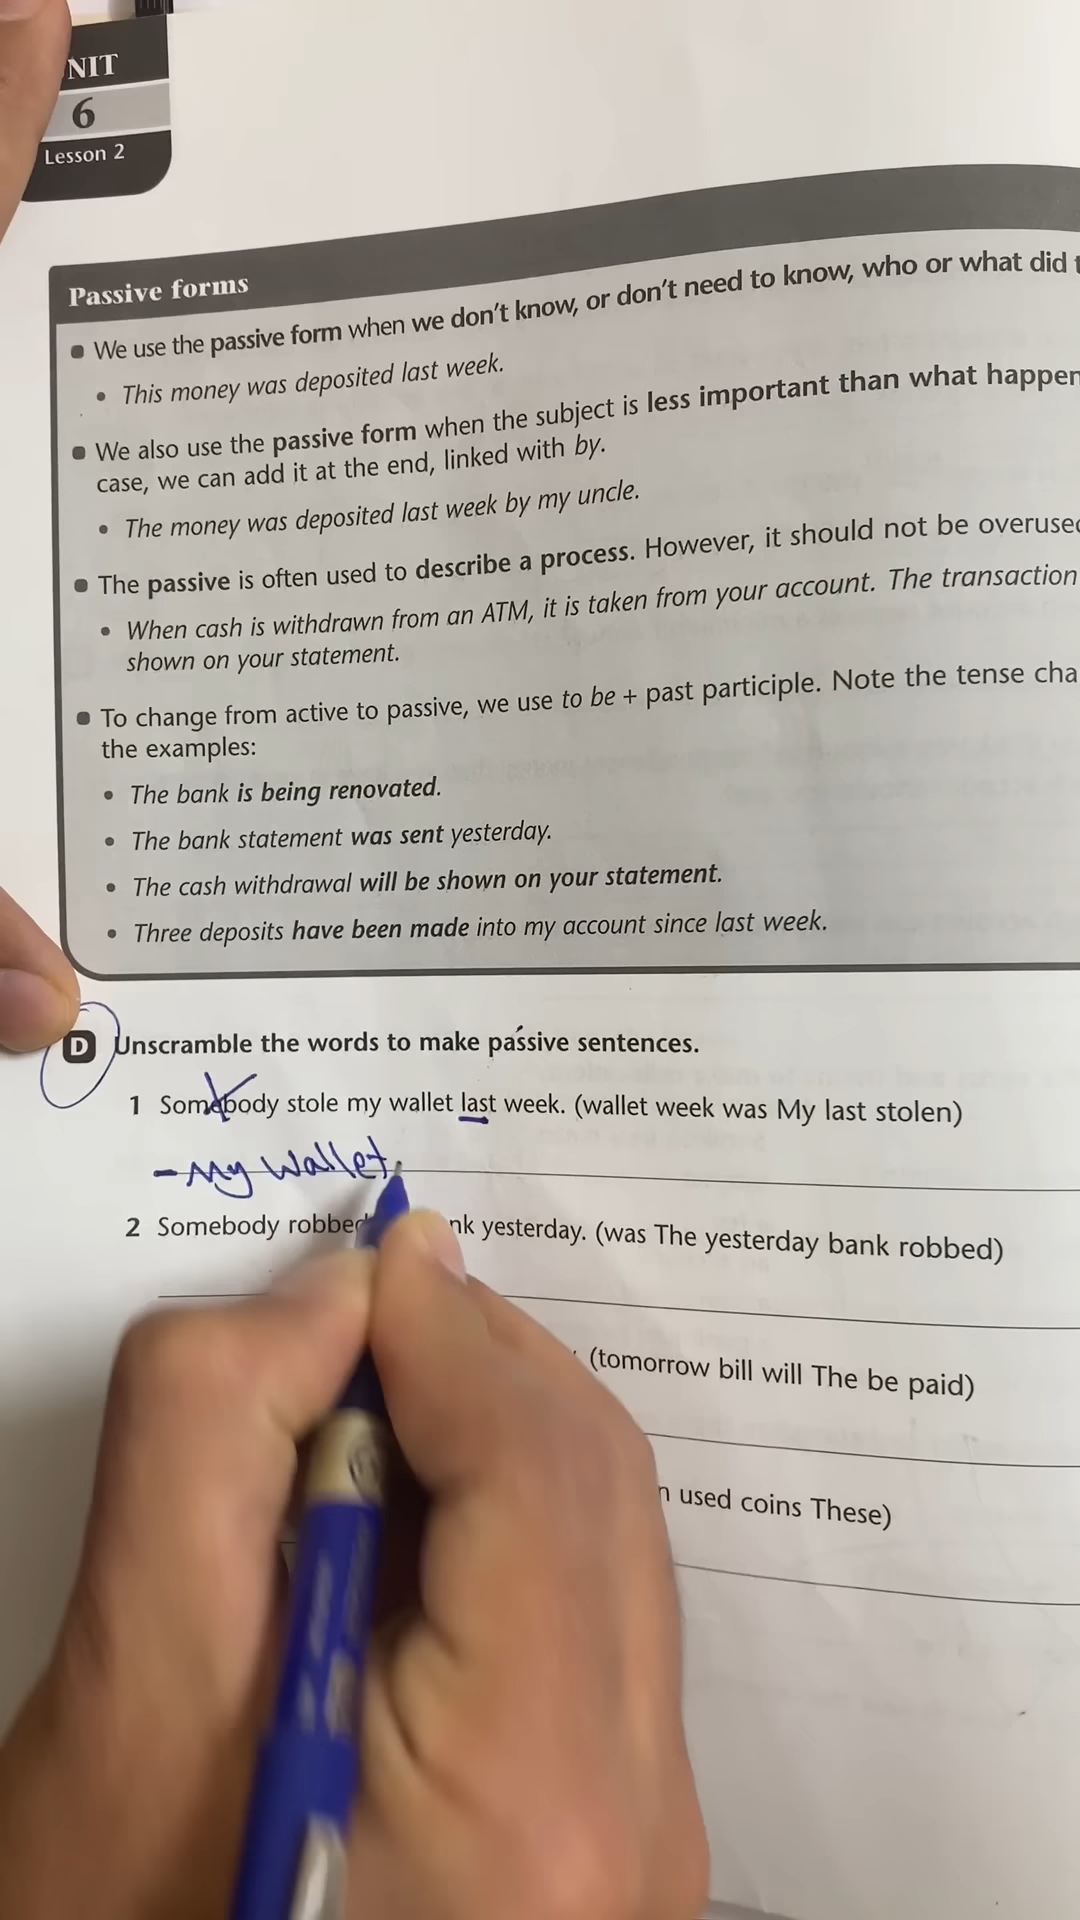 NIT
6
Lesson 2
Passive forms
We use the passive form when we don't know, or don't need to know, who or what did
• This money was deposited last week.
We also use the passive form when the subject is less important than what happen
case, we can add it at the end, linked with by.
• The money was deposited last week by my uncle.
The passive is often used to describe a process. However, it should not be overused
• When cash is withdrawn from an ATM, it is taken from your account. The transaction
shown on your statement.
To change from active to passive, we use to be + past participle. Note the tense cha
the examples:
• The bank is being renovated.
• The bank statement was sent yesterday.
• The cash withdrawal will be shown on your statement.
• Three deposits have been made into my account since last week.
D Unscramble the words to make passive sentences.
1 Somebody stole my wallet last week. (wallet week was My last stolen)
- My wallet
2 Somebody robbed nk yesterday. (was The yesterday bank robbed)
(tomorrow bill will The be paid)
used coins These)